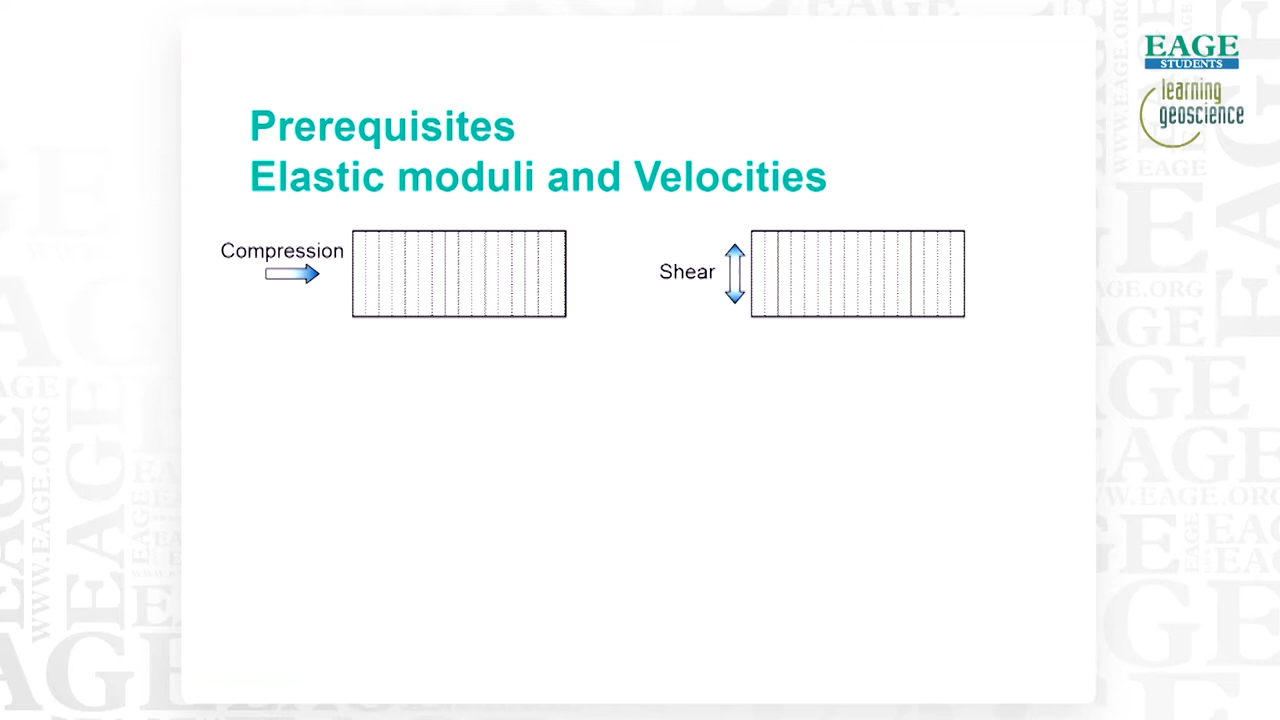 EAGE
STUDENTS
learning
geoscience
Prerequisites
Elastic moduli and Velocities
Compression
Shear